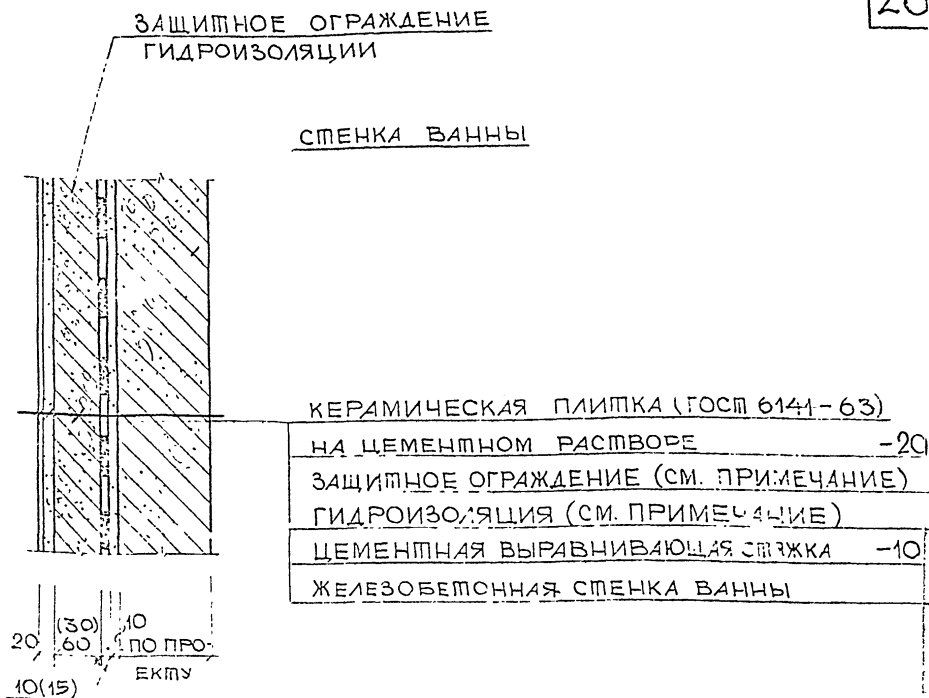 20
ЗАЩИТНОЕ ОГРАЖДЕНИЕ
ГИДРОИЗОЛЯЦИИ
СТЕНКА ВАННЫ
КЕРАМИЧЕСКАЯ ПЛИТКА (ГОСТ 6141-63)
НА ЦЕМЕНТНОМ РАСТВОРЕ -20
ЗАЩИТНОЕ ОГРАЖДЕНИЕ (СМ. ПРИМЕЧАНИЕ)
ГИДРОИЗОЛЯЦИЯ (СМ. ПРИМЕЧАНИЕ)
ЦЕМЕНТНАЯ ВЫРАВНИВАЮЩАЯ СТЯЖКА -10
ЖЕЛЕЗОБЕТОННАЯ СТЕНКА ВАННЫ
(30) 10
20 60 ПО ПРО-
ЕКТУ
10(15)